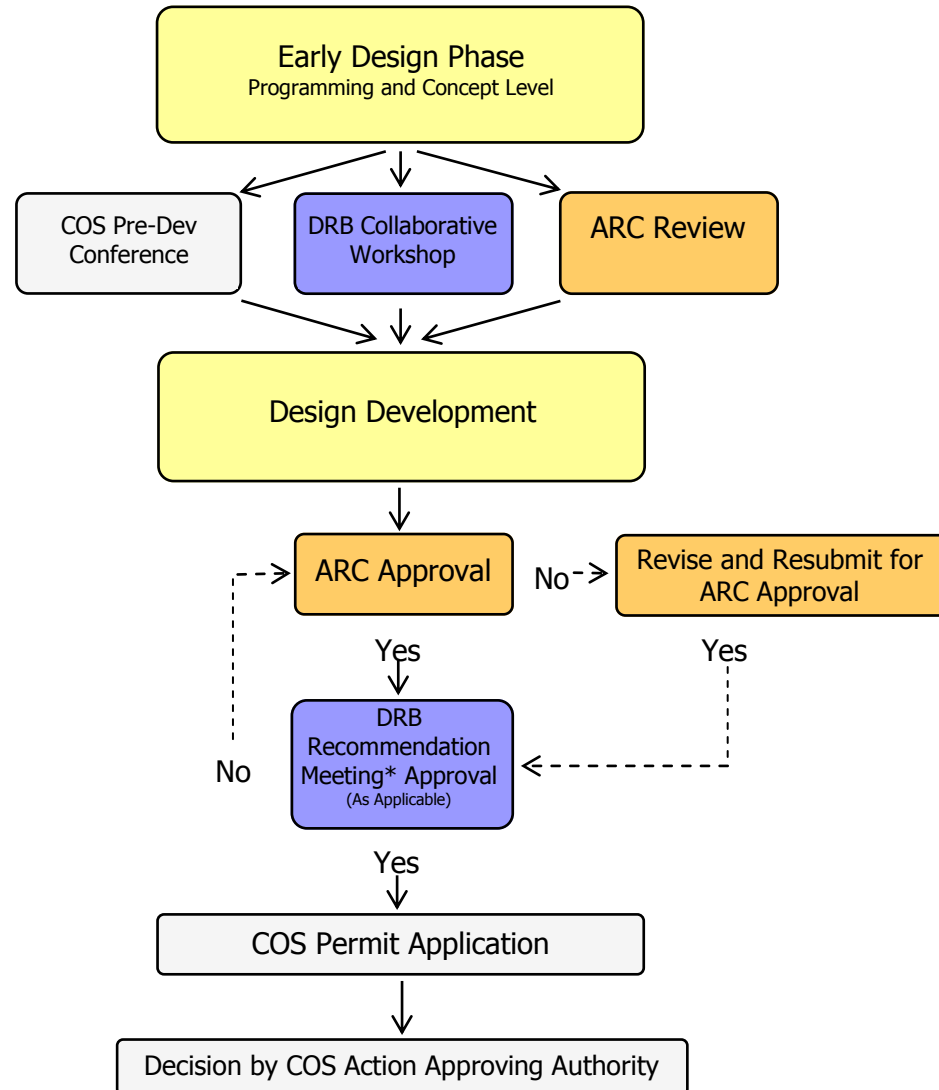 Early Design Phase
Programming and Concept Level
COS Pre-Dev
Conference
DRB Collaborative
Workshop
ARC Review
Design Development
ARC Approval
No
Revise and Resubmit for
ARC Approval
Yes
Yes
DRB
Recommendation
Meeting* Approval
(As Applicable)
No
Yes
COS Permit Application
Decision by COS Action Approving Authority